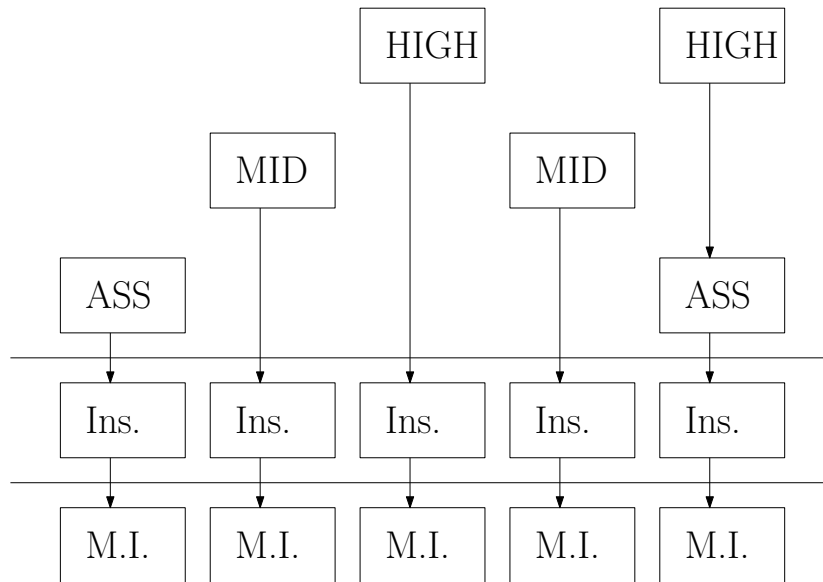 HIGH HIGH
MID MID
ASS ASS
Ins. Ins. Ins. Ins. Ins.
M.I. M.I. M.I. M.I. M.I.